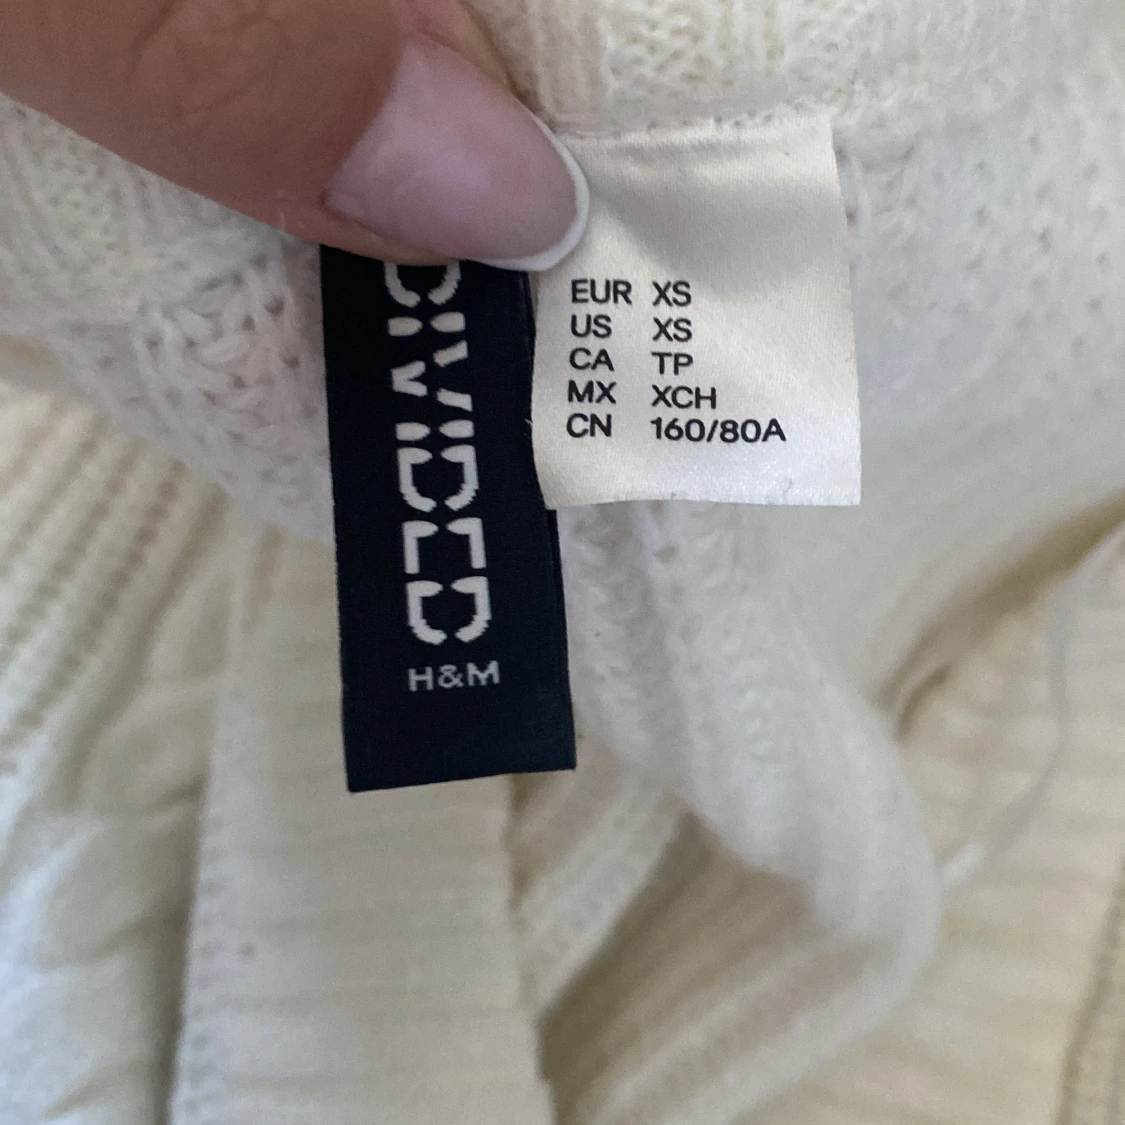 DIVIDED
H&M
EUR XS
US XS
CA TP
MX XCH
CN 160/80A